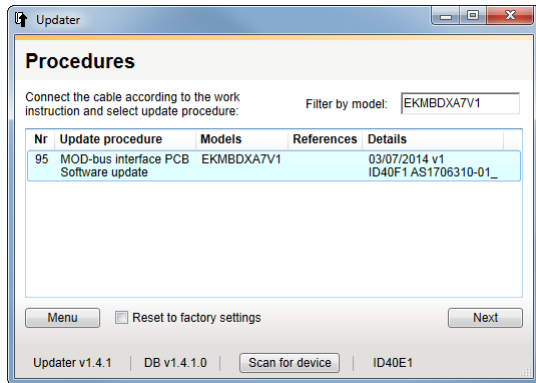 Updater
Procedures
Connect the cable according to the work
instruction and select update procedure:
Filter by model: EKMBDXA7V1
Nr Update procedure Models References Details
95 MOD-bus interface PCB EKMBDXA7V1 03/07/2014 v1
Software update ID40F1 AS1706310-01_
Menu Reset to factory settings Next
Updater v1.4.1 DB v1.4.1.0 Scan for device ID40E1